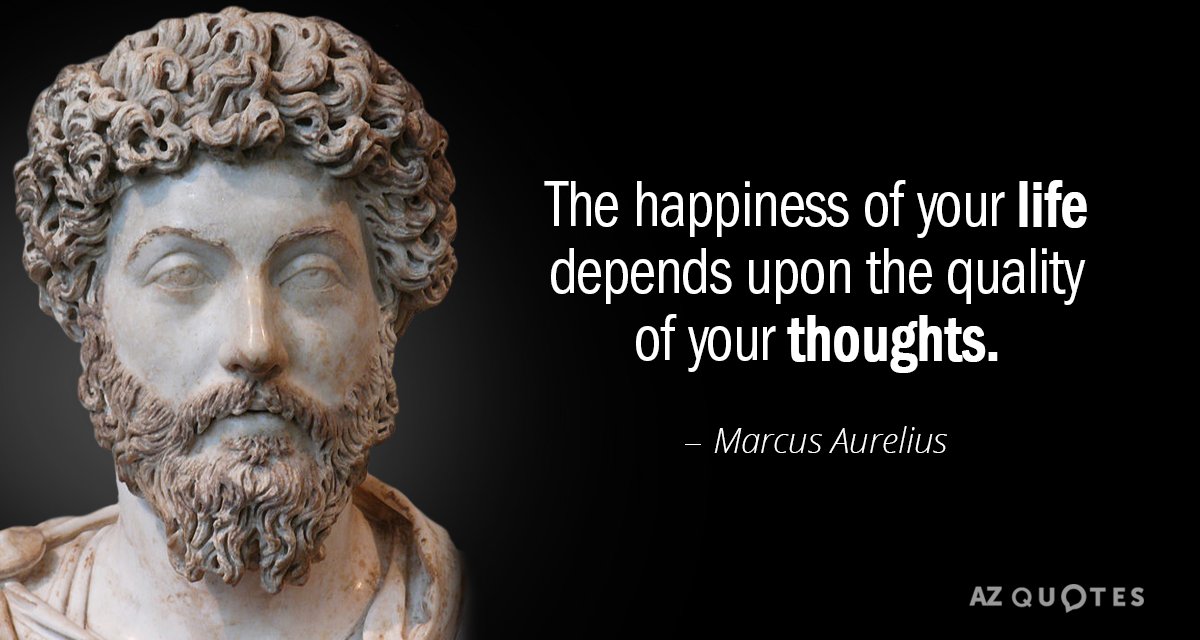 The happiness of your life
depends upon the quality
of your thoughts.
– Marcus Aurelius
AZ QUOTES